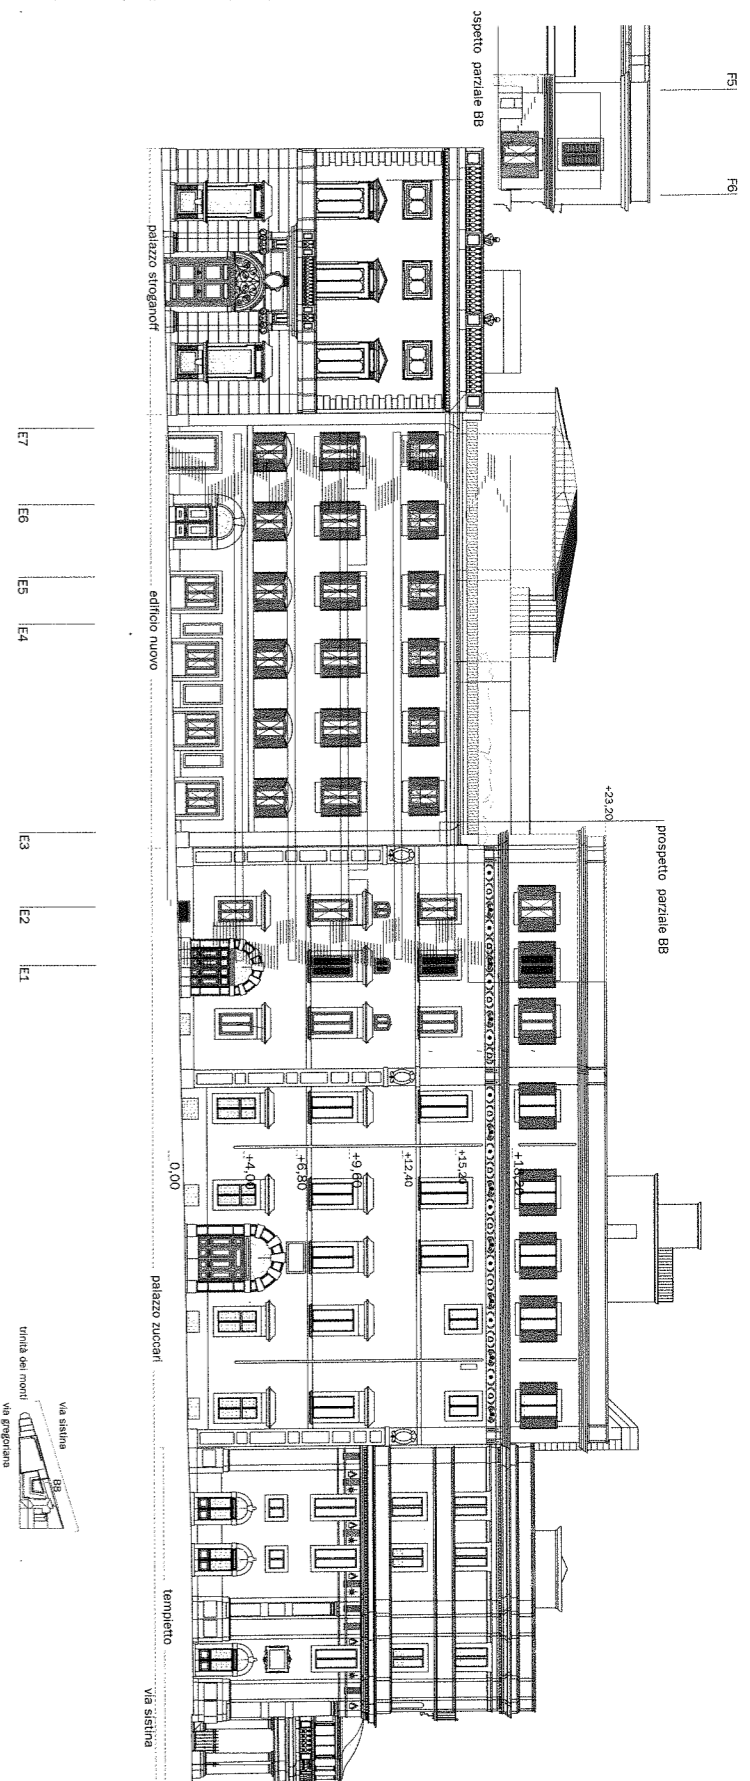 prospetto parziale BB
F5
F6
+23,20
prospetto parziale BB
+18,20
+15,20
+12,40
+9,60
+6,80
+4,00
0,00
palazzo stroganoff
edificio nuovo
palazzo zuccari
tempietto
via sistina
E7
E6
E5
E4
E3
E2
E1
via sistina
BB
trinità dei monti
via gregoriana